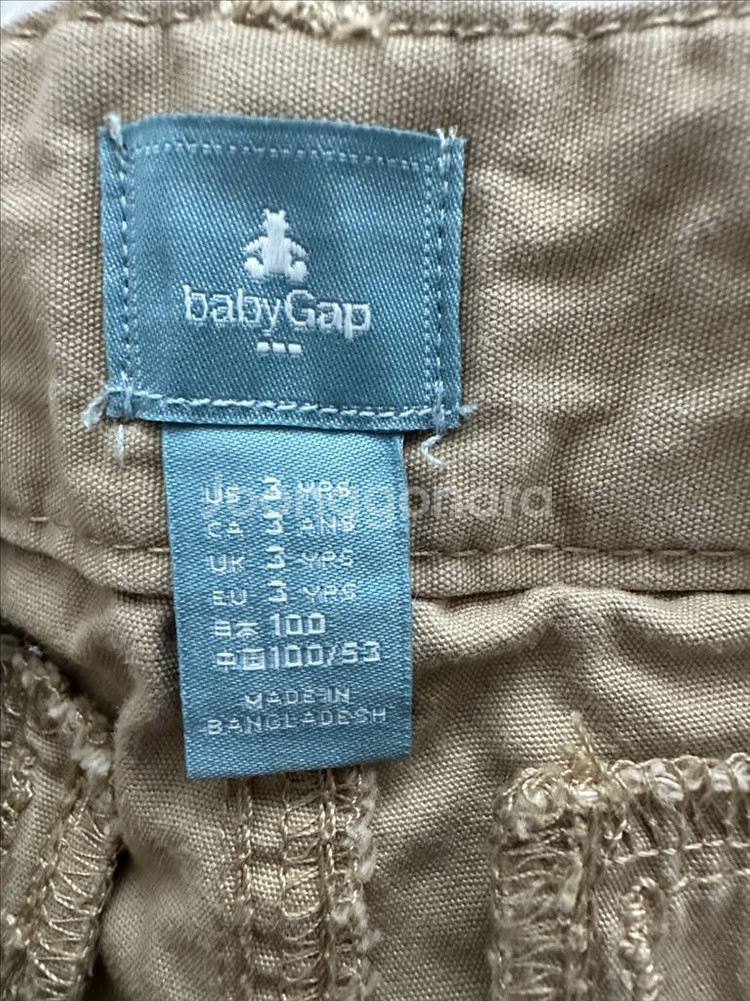 babyGap
US 3 YRS
CA 3 ANS
UK 3 YRS
EU 3 YRS
日本 100
中国 100/53
MADE IN
BANGLADESH
Joonggonara